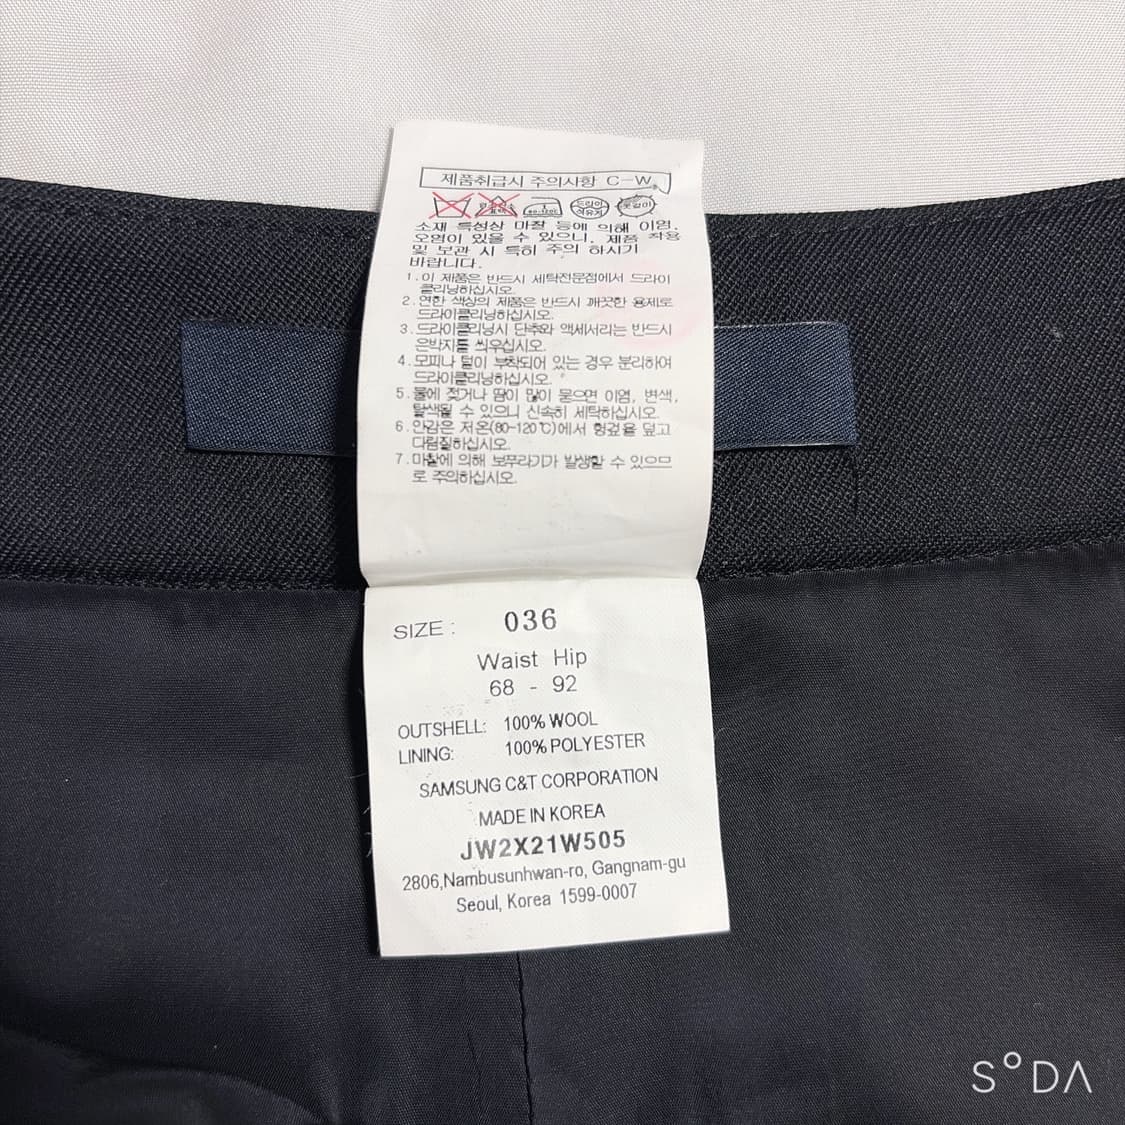 제품취급시 주의사항 C-W
80~120℃
드라이
석유계
소재 특성상 마찰 등에 의해 이염,
오염이 있을 수 있으니, 제품 착용
및 보관 시 특히 주의 하시기
바랍니다.
1.이 제품은 반드시 세탁전문점에서 드라이
클리닝하십시오.
2.연한 색상의 제품은 반드시 깨끗한 용제로
드라이클리닝하십시오.
3.드라이클리닝시 단추와 액세서리는 반드시
은박지를 씌우십시오.
4.모피나 털이 부착되어 있는 경우 분리하여
드라이클리닝하십시오.
5.물에 젖거나 땀이 많이 묻으면 이염, 변색,
탈색될 수 있으니 신속히 세탁하십시오.
6.안감은 저온(80-120℃)에서 헝겊을 덮고
다림질하십시오.
7.마찰에 의해 보푸라기가 발생할 수 있으므
로 주의하십시오.
SIZE : 036
Waist Hip
68 - 92
OUTSHELL: 100% WOOL
LINING: 100% POLYESTER
SAMSUNG C&T CORPORATION
MADE IN KOREA
JW2X21W505
2806,Nambusunhwan-ro, Gangnam-gu
Seoul, Korea 1599-0007
SODA